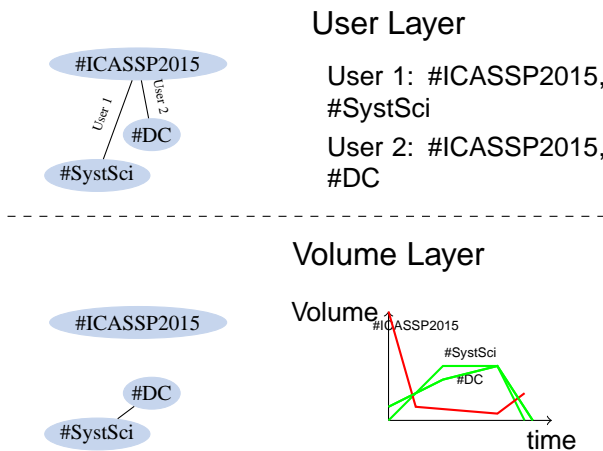 User Layer
#ICASSP2015
User 1
User 2
#DC
#SystSci
User 1: #ICASSP2015,
#SystSci
User 2: #ICASSP2015,
#DC
Volume Layer
#ICASSP2015
#DC
#SystSci
Volume
#ICASSP2015
#SystSci
#DC
time